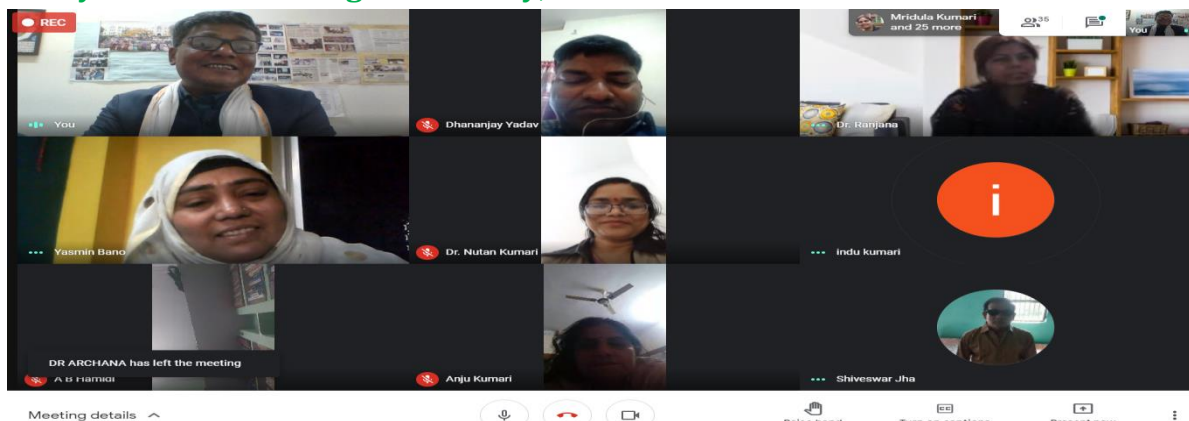 REC
Mridula Kumari
and 25 more
35
You
You
Dhananjay Yadav
Dr. Ranjana
Yasmin Bano
Dr. Nutan Kumari
i
indu kumari
DR ARCHANA has left the meeting
A B Hamidi
Anju Kumari
Shiveswar Jha
Meeting details